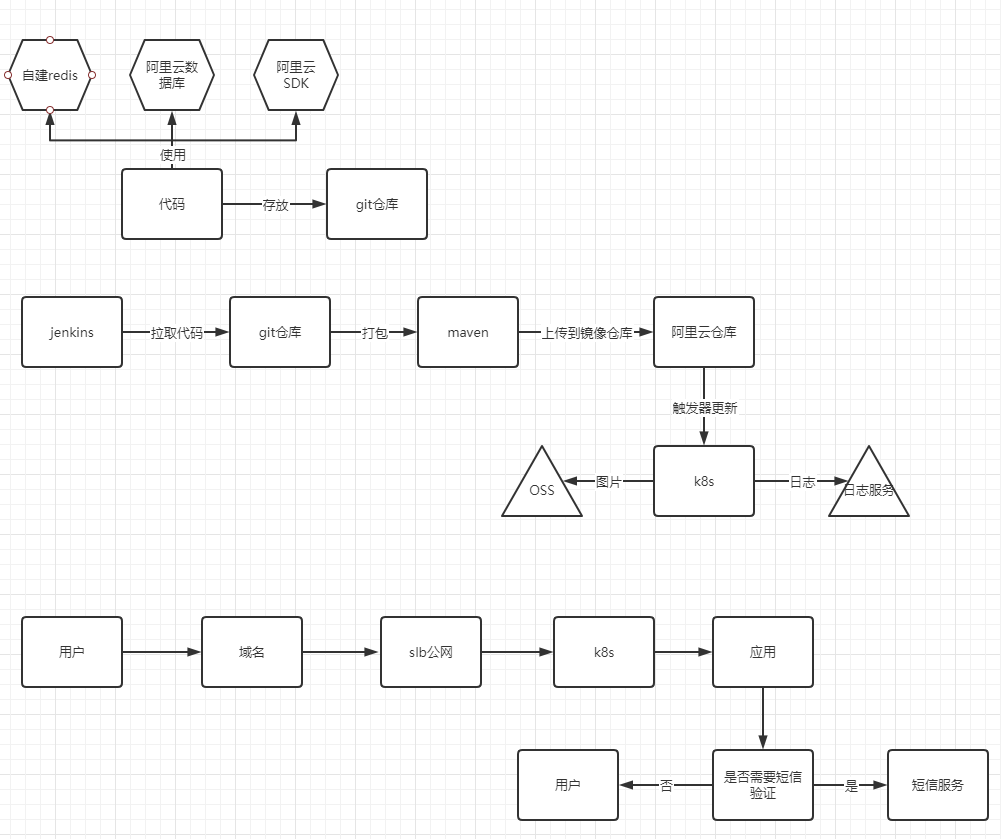 自建redis
阿里云数
据库
阿里云
SDK
使用
代码
存放
git仓库
jenkins
拉取代码
git仓库
打包
maven
上传到镜像仓库
阿里云仓库
触发器更新
OSS
图片
k8s
日志
日志服务
用户
域名
slb公网
k8s
应用
用户
否
是否需要短信
验证
是
短信服务